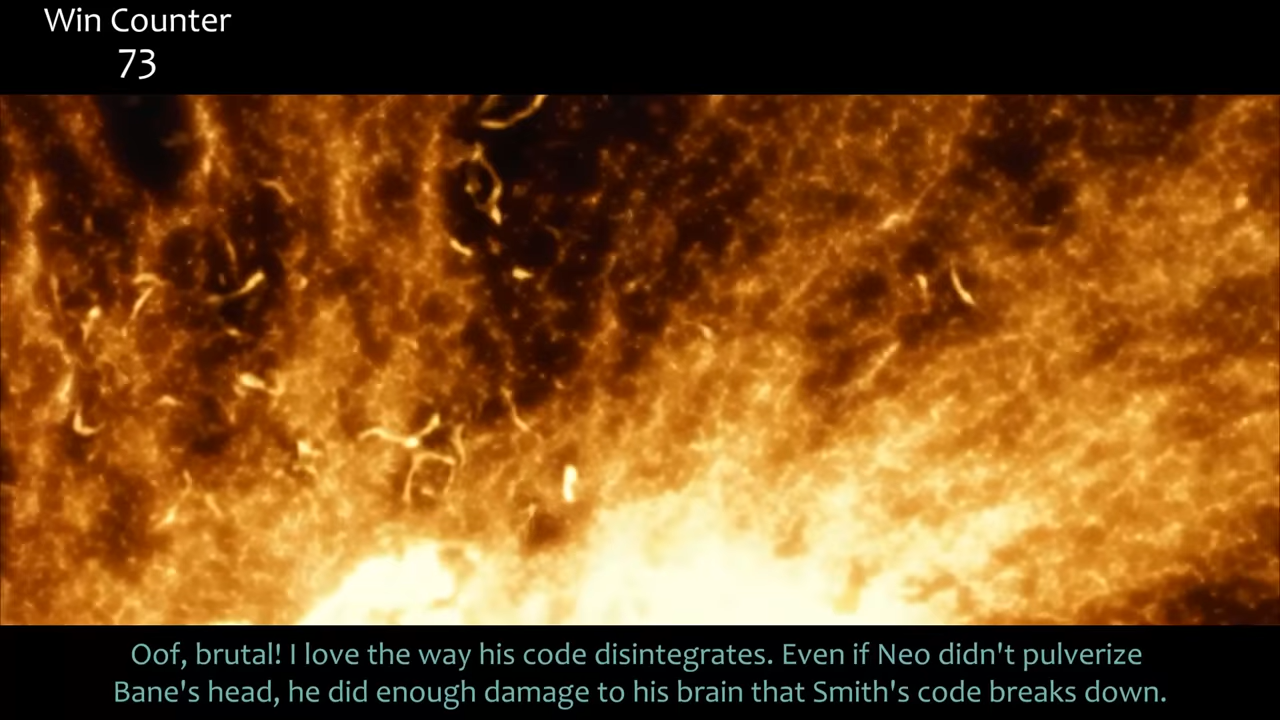 Win Counter
73
Oof, brutal! I love the way his code disintegrates. Even if Neo didn't pulverize
Bane's head, he did enough damage to his brain that Smith's code breaks down.